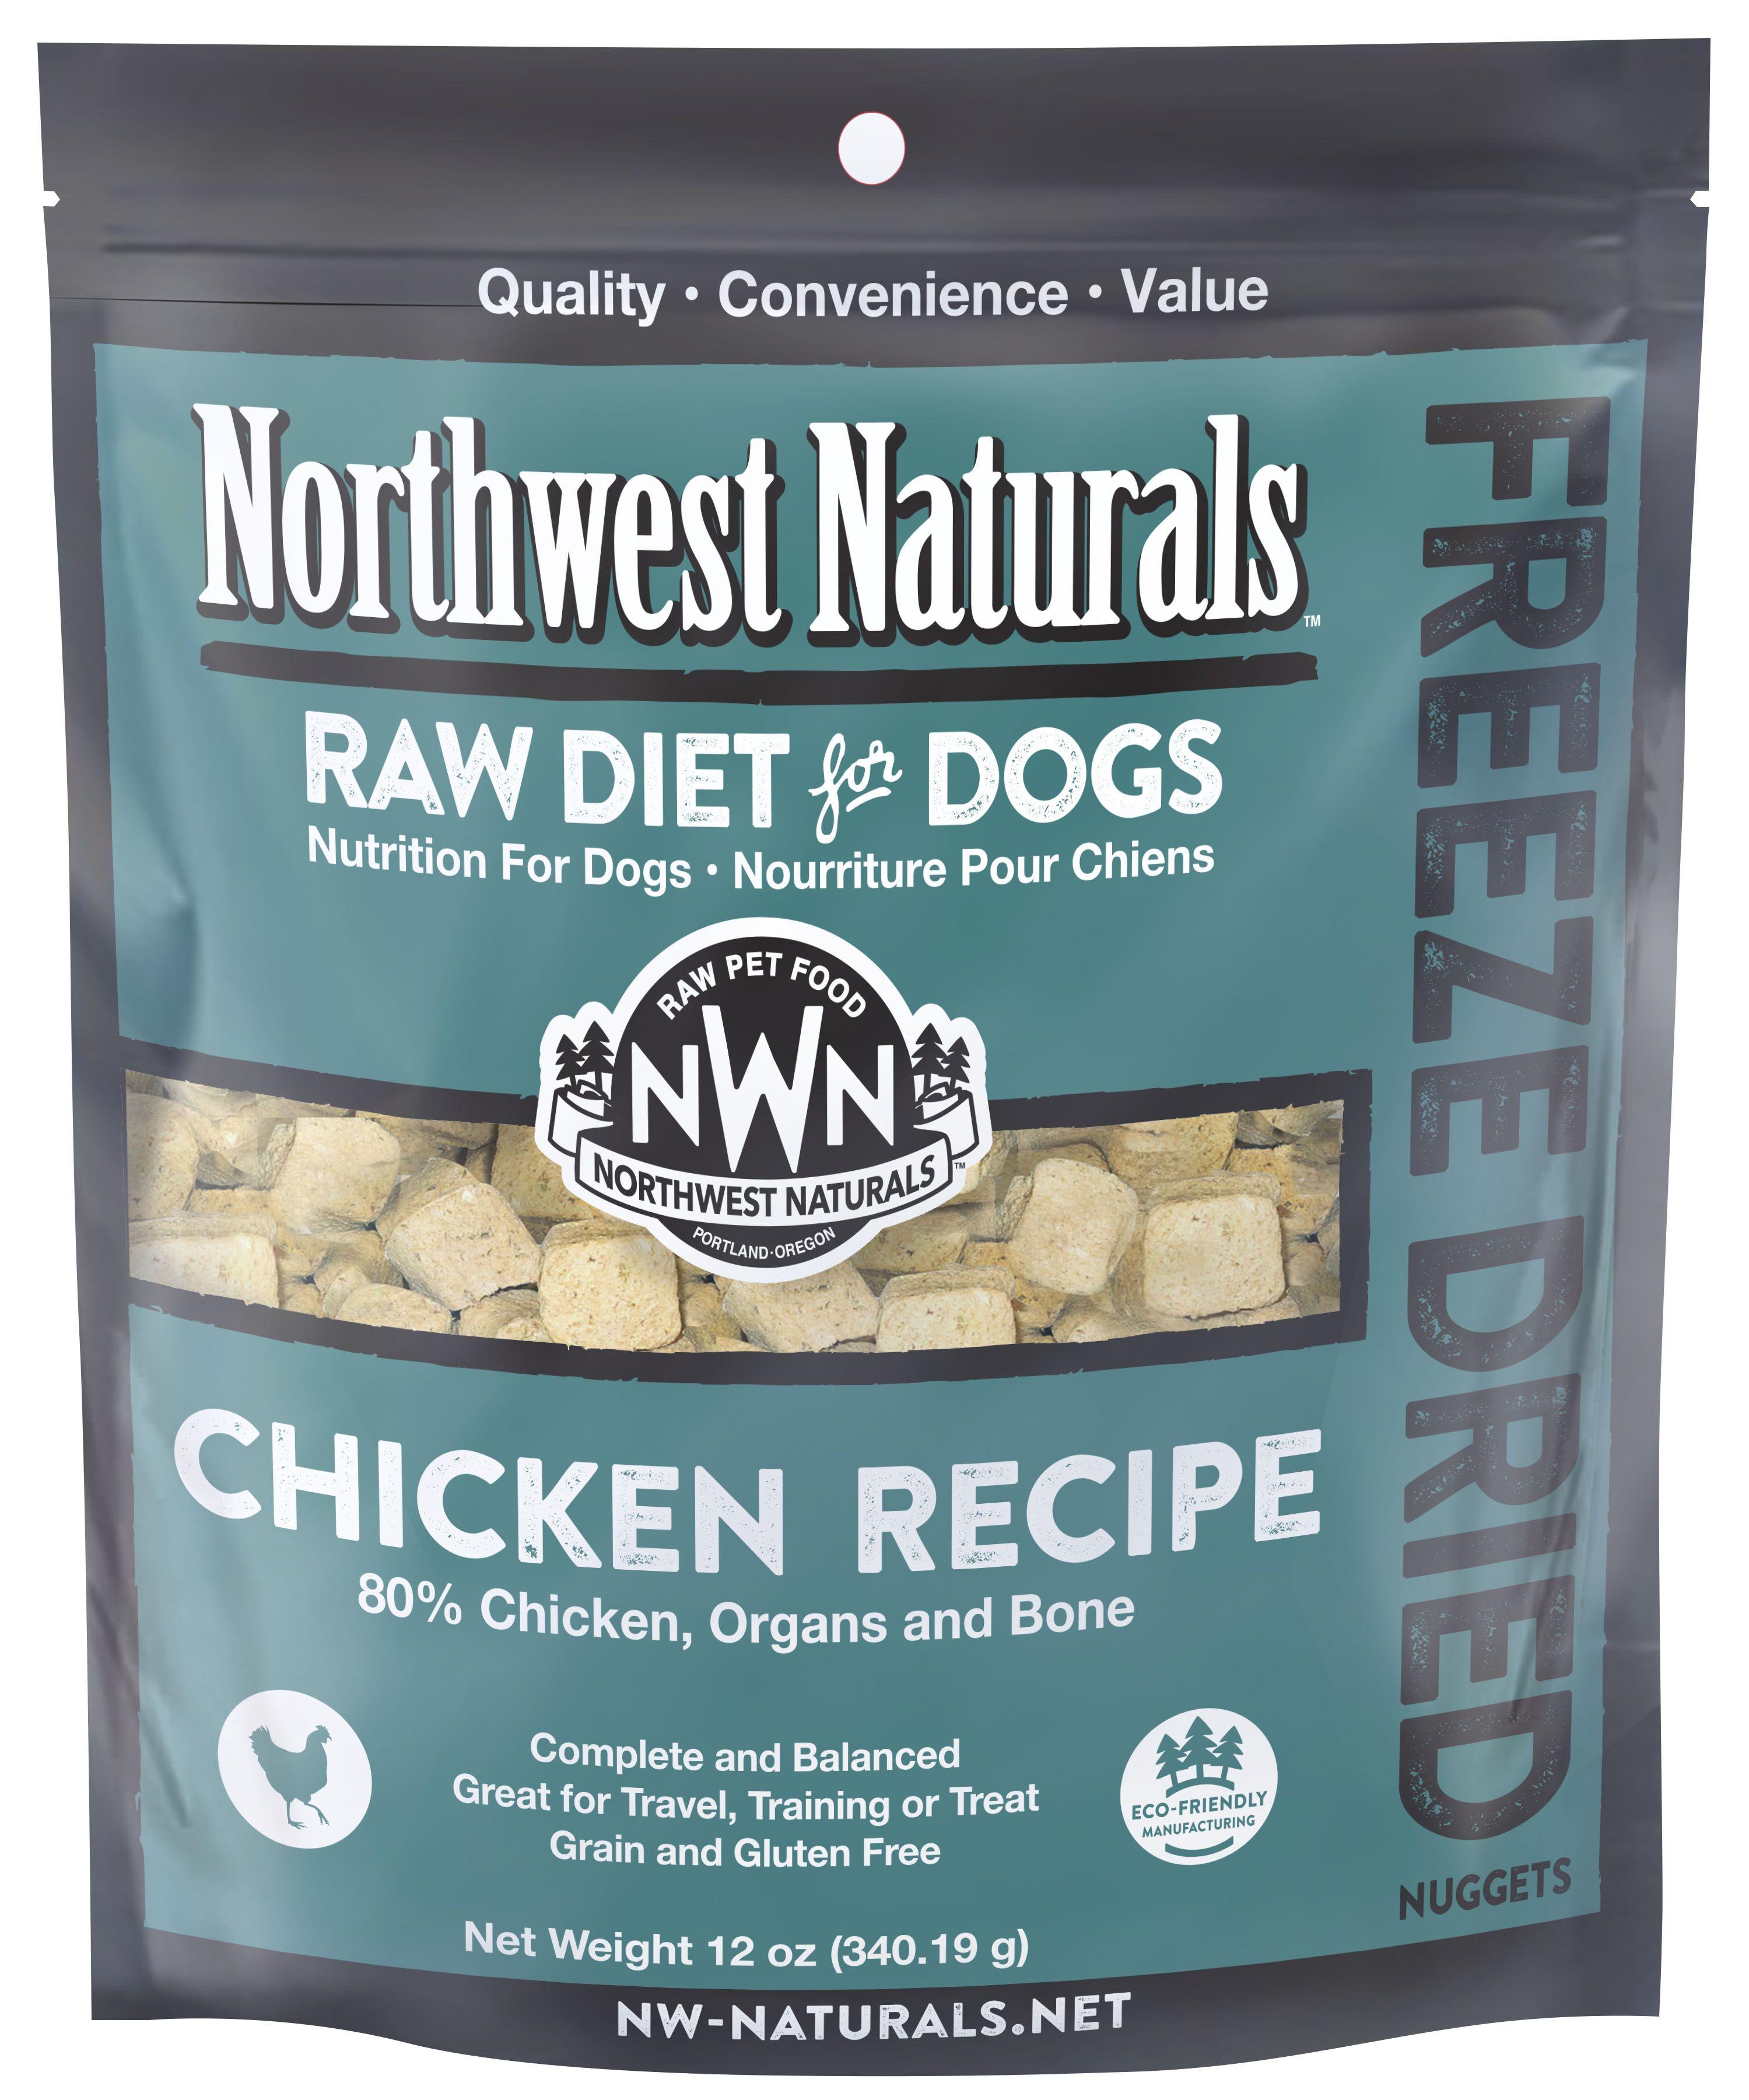 Quality • Convenience • Value
Northwest Naturals™
RAW DIET for DOGS
Nutrition For Dogs • Nourriture Pour Chiens
RAW PET FOOD
NWN
NORTHWEST NATURALS™
PORTLAND·OREGON
CHICKEN RECIPE
80% Chicken, Organs and Bone
Complete and Balanced
Great for Travel, Training or Treat
Grain and Gluten Free
ECO-FRIENDLY
MANUFACTURING
Net Weight 12 oz (340.19 g)
NW-NATURALS.NET
FREEZE DRIED
NUGGETS